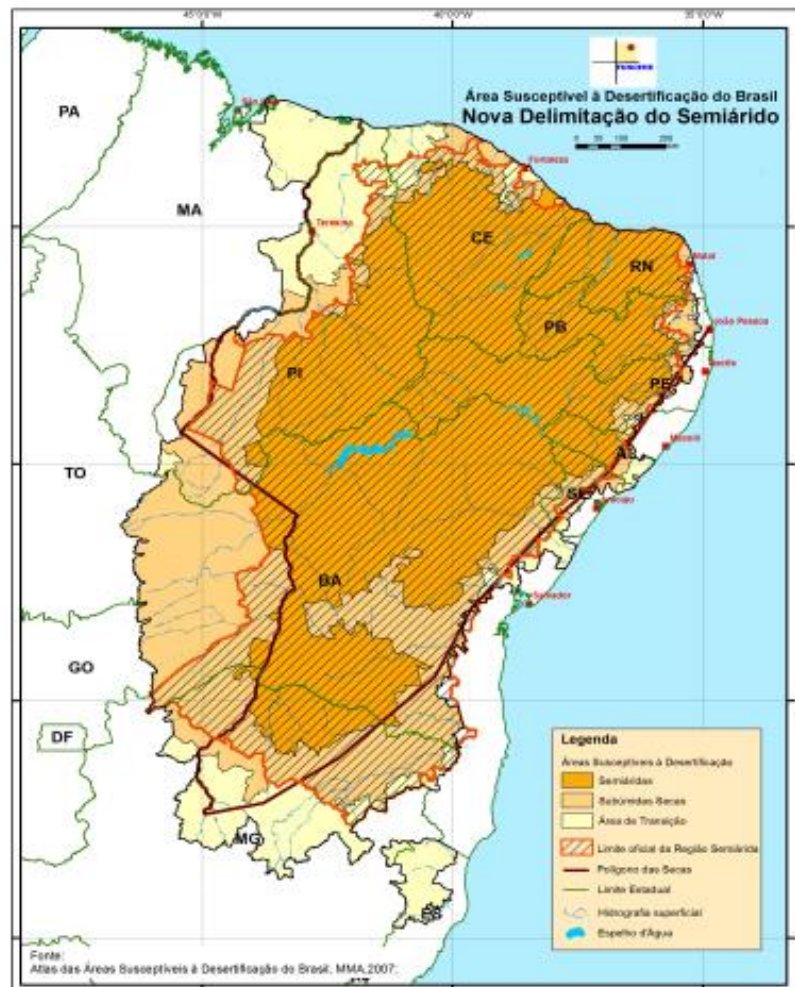 45°0'0"W
40°0'0"W
35°0'0"W
FUNCEME
Área Susceptível à Desertificação do Brasil
Nova Delimitação do Semiárido
PA
MA
Teresina
Fortaleza
CE
RN
Natal
PB
João Pessoa
Recife
PI
PE
Maceió
AL
TO
SE
Aracaju
BA
Salvador
GO
DF
MG
ES
Legenda
Áreas Susceptíveis à Desertificação
Semiáridas
Subúmidas Secas
Área de Transição
Limite oficial da Região Semiárida
Polígono das Secas
Limite Estadual
Hidrografia superficial
Espelho d'Água
Fonte:
Atlas das Áreas Susceptíveis à Desertificação do Brasil, MMA,2007;